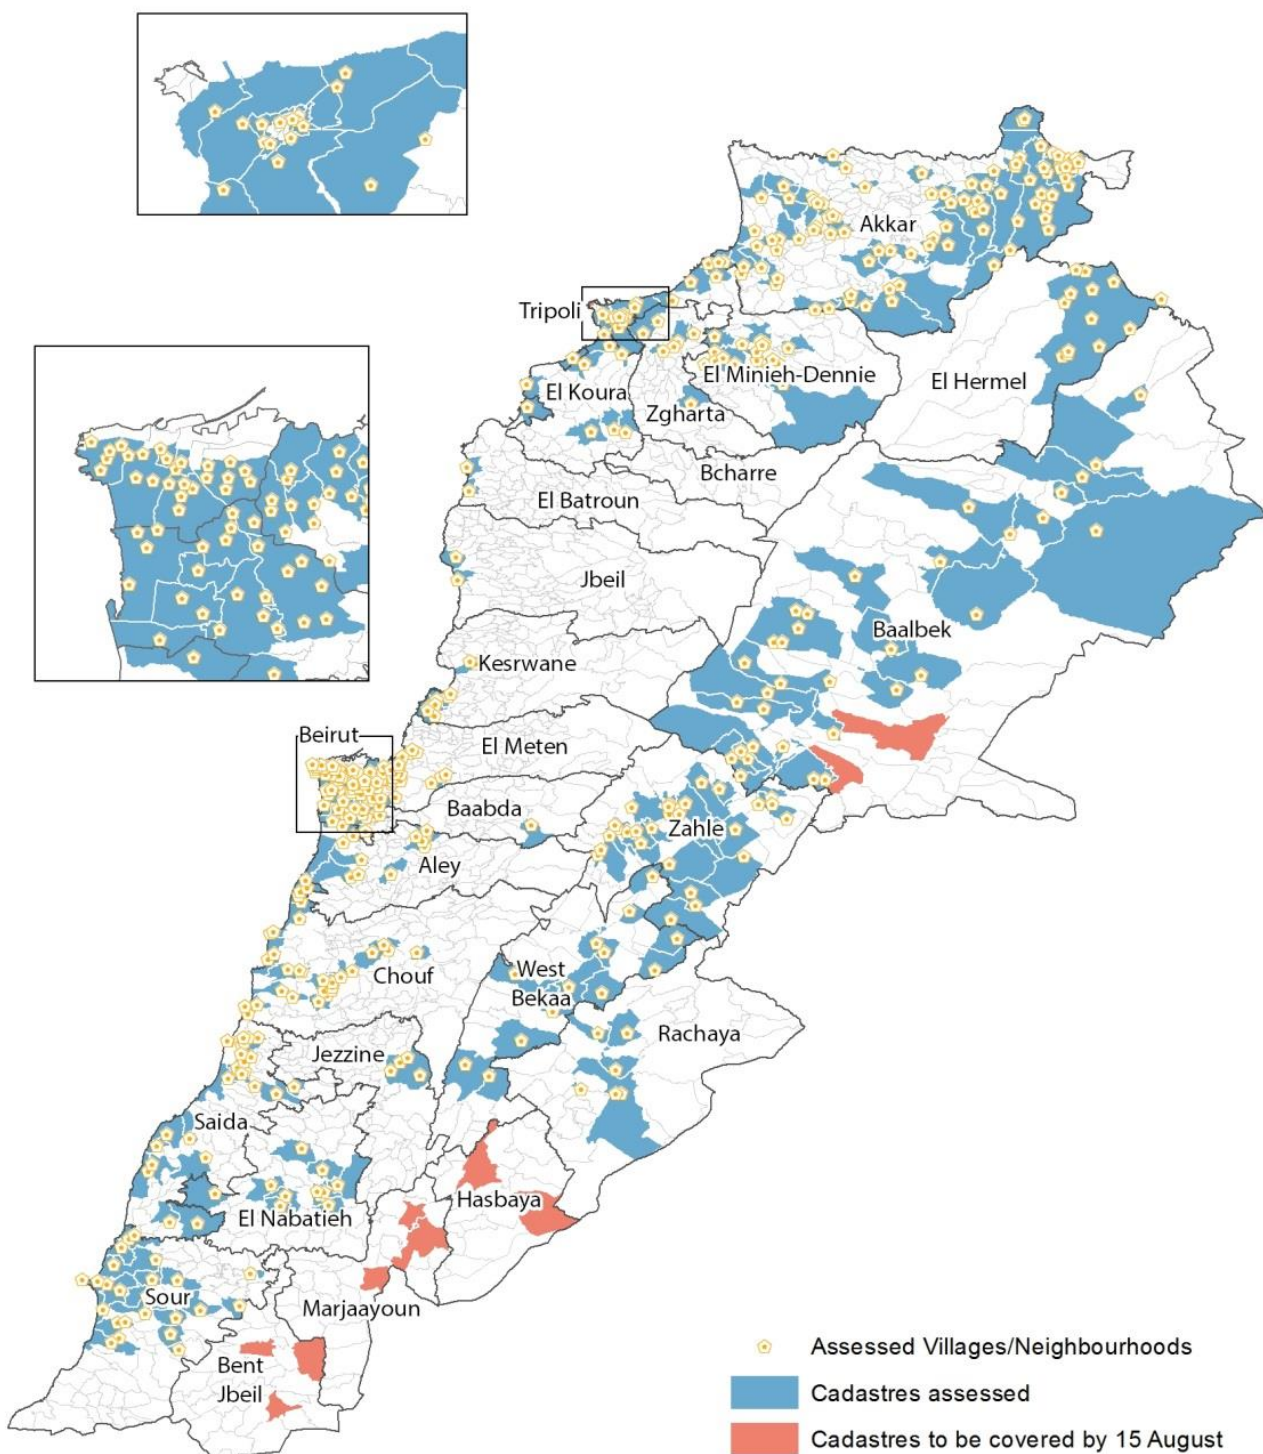 Akkar
Tripoli
El Minieh-Dennie
El Hermel
El Koura
Zgharta
Bcharre
El Batroun
Jbeil
Baalbek
Kesrwane
Beirut
El Meten
Baabda
Zahle
Aley
West
Bekaa
Chouf
Rachaya
Jezzine
Saida
Hasbaya
El Nabatieh
Sour
Marjaayoun
Bent
Jbeil
Assessed Villages/Neighbourhoods
Cadastres assessed
Cadastres to be covered by 15 August